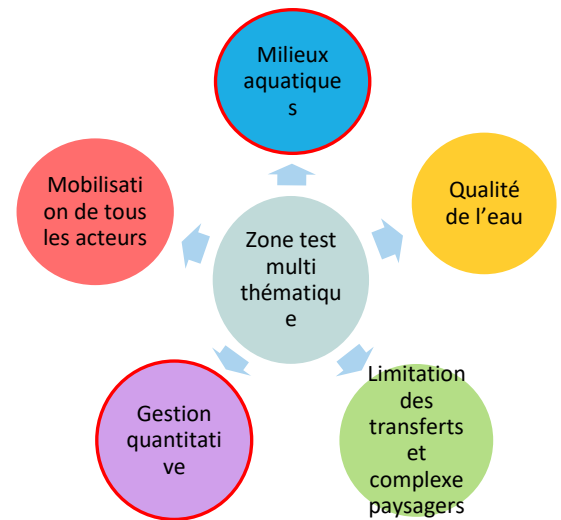 Milieux
aquatique
s
Mobilisati
on de tous
les acteurs
Qualité
de l’eau
Zone test
multi
thématiqu
e
Gestion
quantitati
ve
Limitation
des
transferts
et
complexe
paysagers